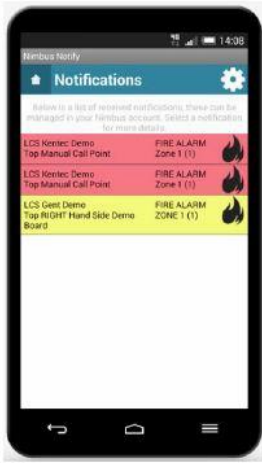 14:08
Nimbus Notify
Notifications
Below is a list of received notifications, these can be
managed in your Nimbus account. Select a notification
for more details.
LCS Kentec Demo FIRE ALARM
Top Manual Call Point Zone 1 (1)
LCS Kentec Demo FIRE ALARM
Top Manual Call Point Zone 1 (1)
LCS Gent Demo FIRE ALARM
Top RIGHT Hand Side Demo ZONE 1 (1)
Board